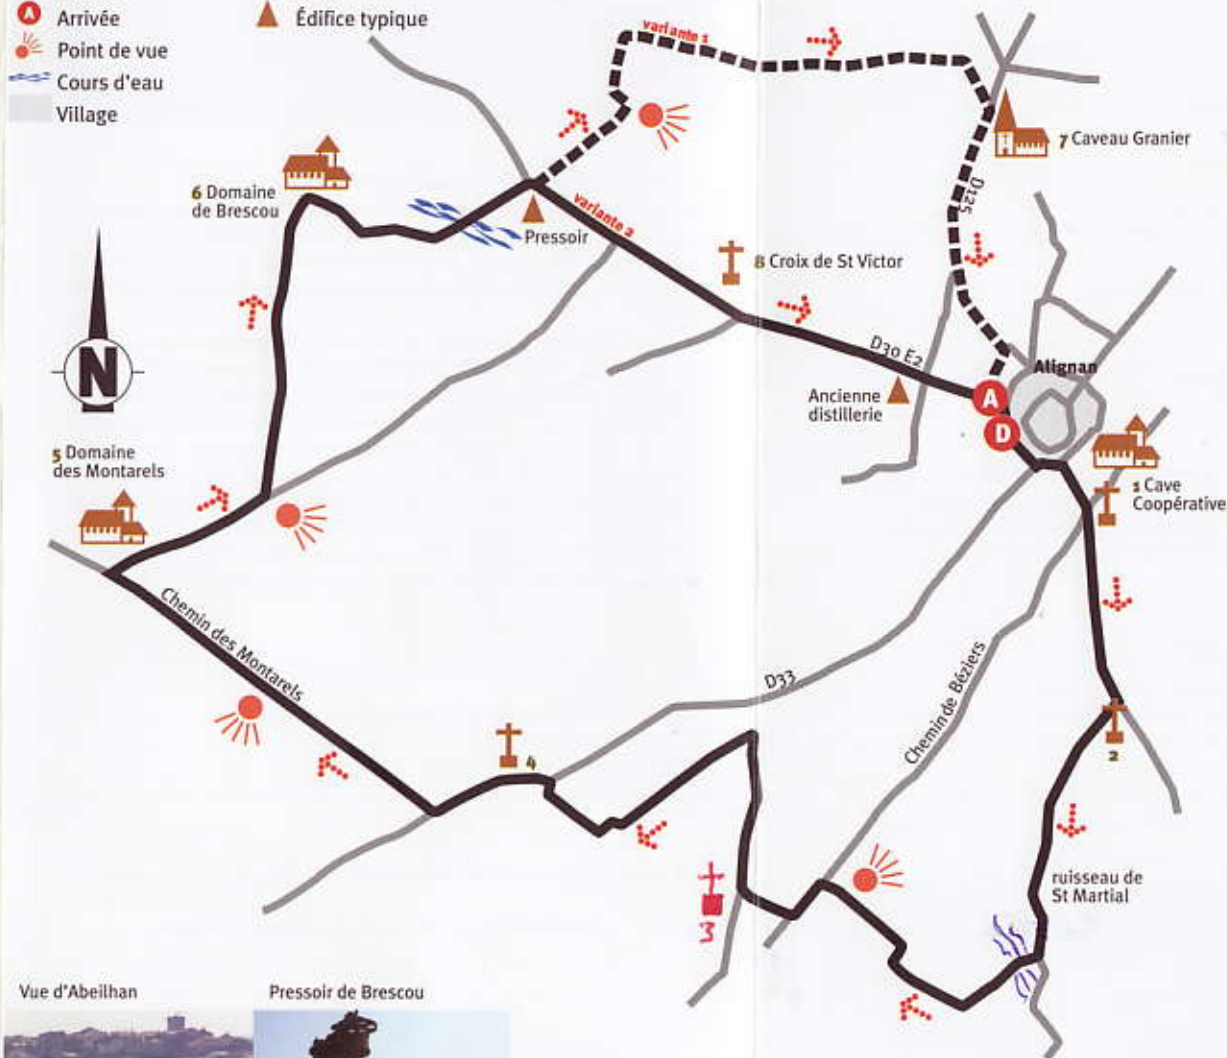 A Arrivée
Édifice typique
Point de vue
Cours d'eau
Village
variante 1
7 Caveau Granier
6 Domaine
de Brescou
D125
variante 2
Pressoir
8 Croix de St Victor
N
D30 E2
Alignan
Ancienne
distillerie
A
D
5 Domaine
des Montarels
1 Cave
Coopérative
Chemin des Montarels
D33
Chemin de Béziers
2
4
ruisseau de
St Martial
3
Vue d'Abeilhan
Pressoir de Brescou